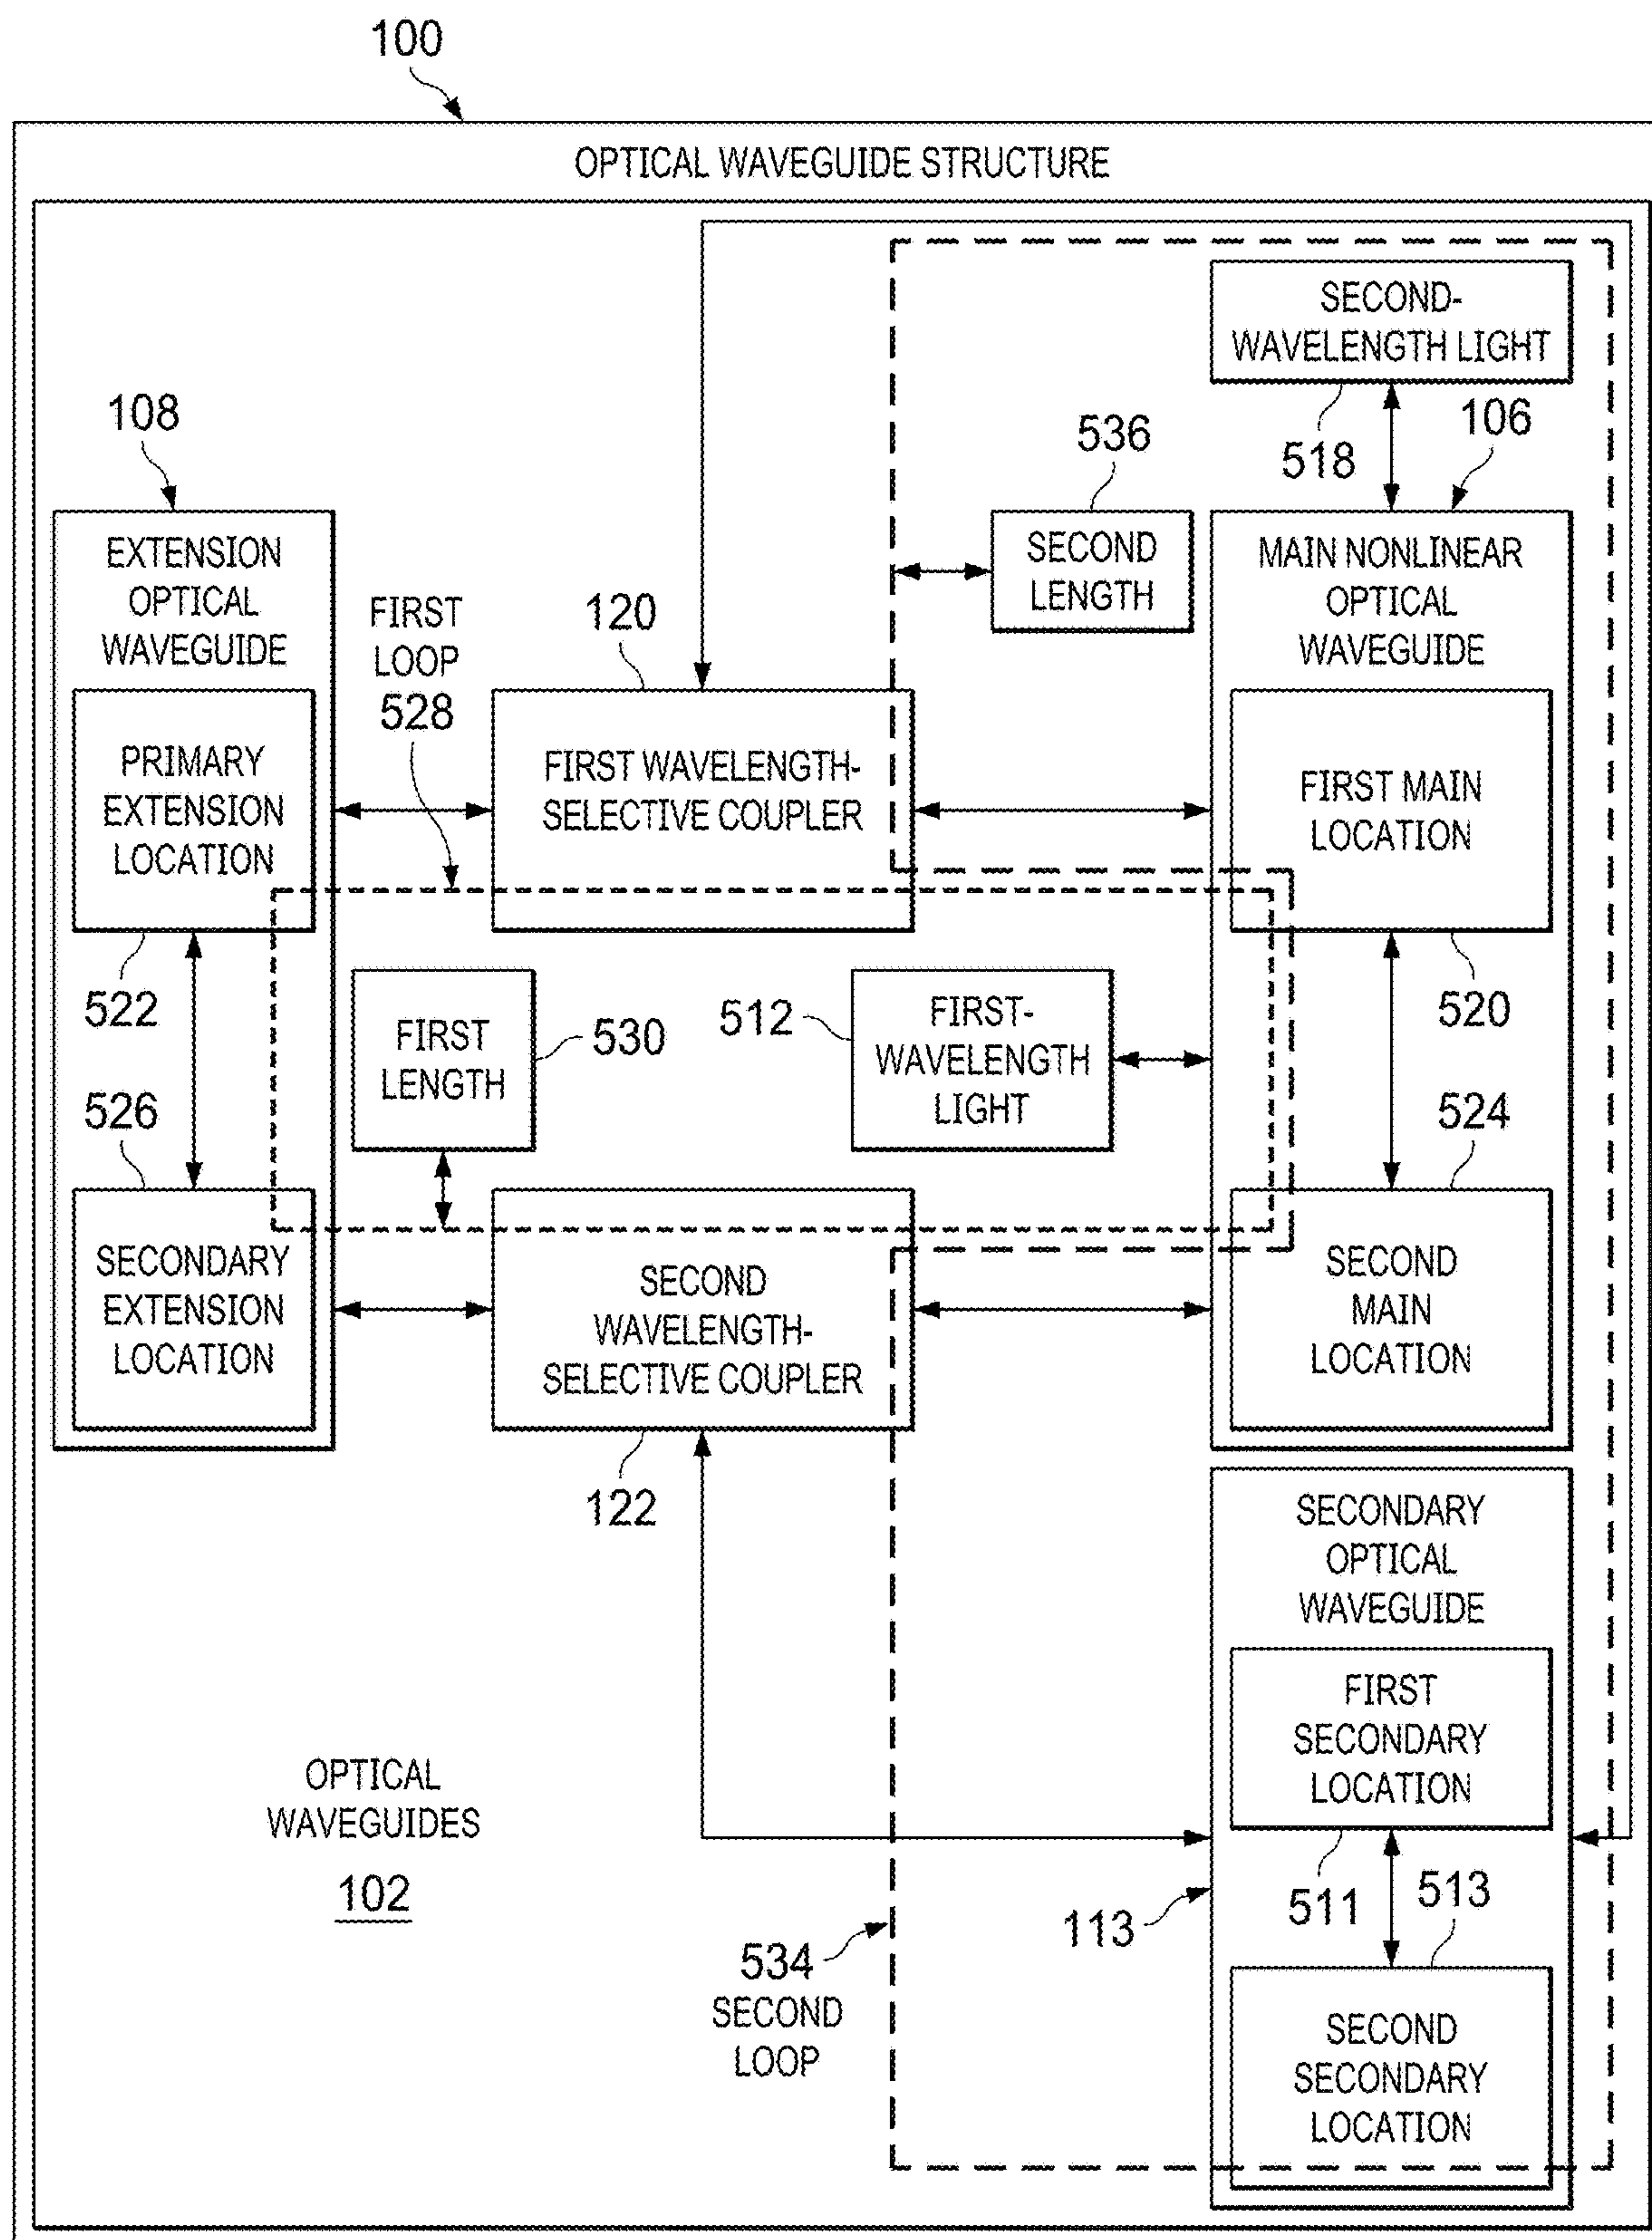 100
OPTICAL WAVEGUIDE STRUCTURE
SECOND-
WAVELENGTH LIGHT
518
106
108
536
EXTENSION
OPTICAL
WAVEGUIDE
FIRST
LOOP
528
120
SECOND
LENGTH
MAIN NONLINEAR
OPTICAL
WAVEGUIDE
PRIMARY
EXTENSION
LOCATION
FIRST WAVELENGTH-
SELECTIVE COUPLER
FIRST MAIN
LOCATION
522
FIRST
LENGTH
530
512
FIRST-
WAVELENGTH
LIGHT
520
526
524
SECONDARY
EXTENSION
LOCATION
SECOND
WAVELENGTH-
SELECTIVE COUPLER
SECOND
MAIN
LOCATION
122
SECONDARY
OPTICAL
WAVEGUIDE
FIRST
SECONDARY
LOCATION
OPTICAL
WAVEGUIDES
102
511
513
113
534
SECOND
LOOP
SECOND
SECONDARY
LOCATION